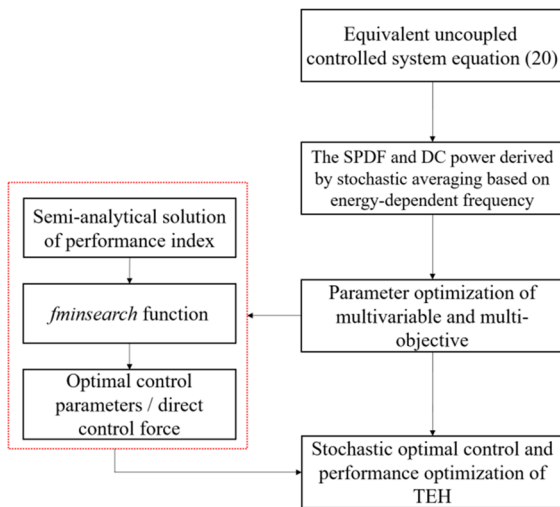 Equivalent uncoupled
controlled system equation (20)
The SPDF and DC power derived
by stochastic averaging based on
energy-dependent frequency
Semi-analytical solution
of performance index
fminsearch function
Optimal control
parameters / direct
control force
Parameter optimization of
multivariable and multi-
objective
Stochastic optimal control and
performance optimization of
TEH